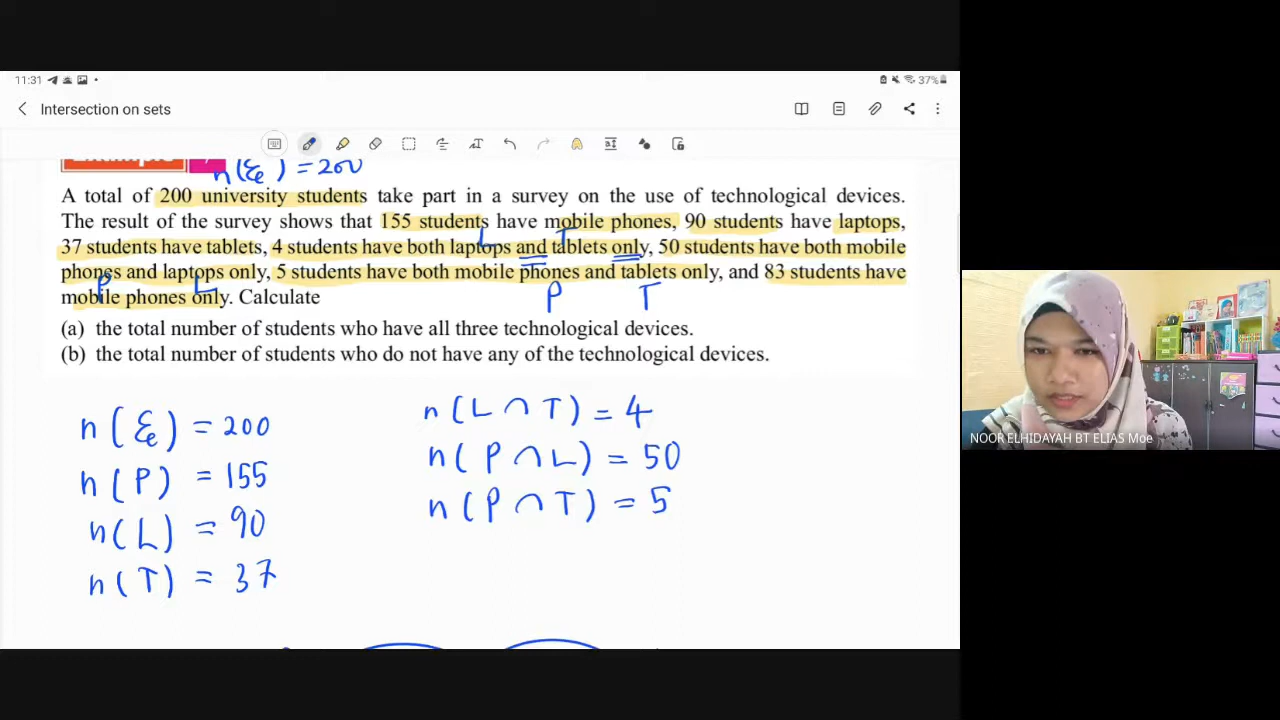 11:31
37%
Intersection on sets
n(ξ) = 200
A total of 200 university students take part in a survey on the use of technological devices.
The result of the survey shows that 155 students have mobile phones, 90 students have laptops,
L T
37 students have tablets, 4 students have both laptops and tablets only, 50 students have both mobile
phones and laptops only, 5 students have both mobile phones and tablets only, and 83 students have
P L P T
mobile phones only. Calculate
(a) the total number of students who have all three technological devices.
(b) the total number of students who do not have any of the technological devices.
n(ξ) = 200
n(P) = 155
n(L) = 90
n(T) = 37
n(L ∩ T) = 4
n(P ∩ L) = 50
n(P ∩ T) = 5
NOOR ELHIDAYAH BT ELIAS Moe